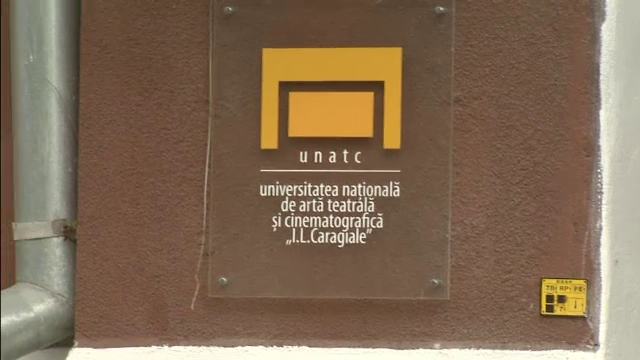 unatc
universitatea națională
de artă teatrală
și cinematografică
„I.L.Caragiale”